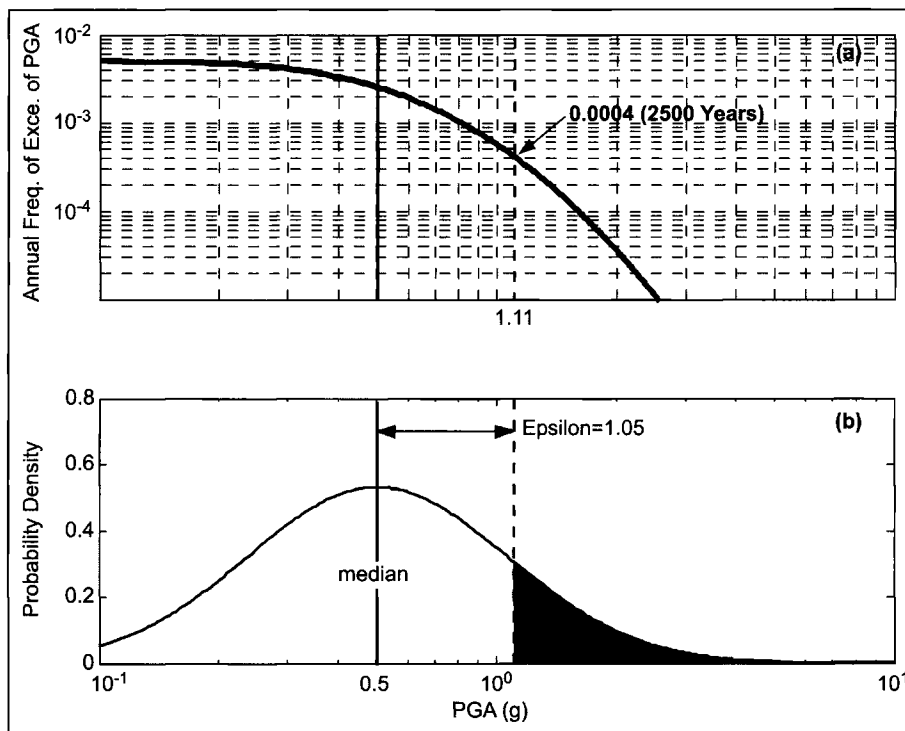 (a)
Annual Freq. of Exce. of PGA
10-2
10-3
10-4
0.0004 (2500 Years)
1.11
(b)
Probability Density
0.8
0.6
0.4
0.2
0
Epsilon=1.05
median
10-1
0.5
100
101
PGA (g)